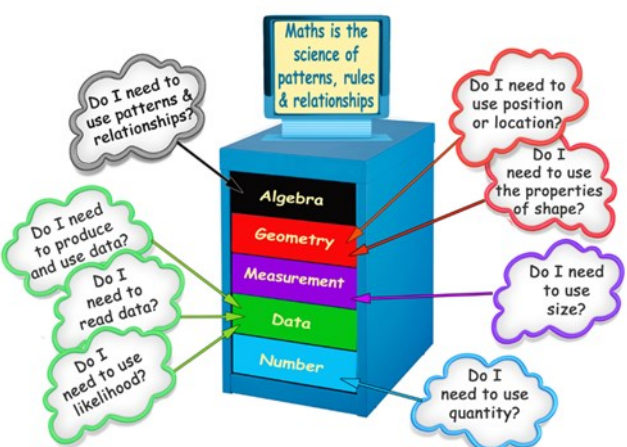 Maths is the
science of
patterns, rules
& relationships
Do I need to
use patterns &
relationships?
Do I need to
use position
or location?
Do I
need to use
the properties
of shape?
Do I need
to produce
and use data?
Do I
need to
read data?
Do I
need to use
likelihood?
Do I need
to use
size?
Do I
need to use
quantity?
Algebra
Geometry
Measurement
Data
Number